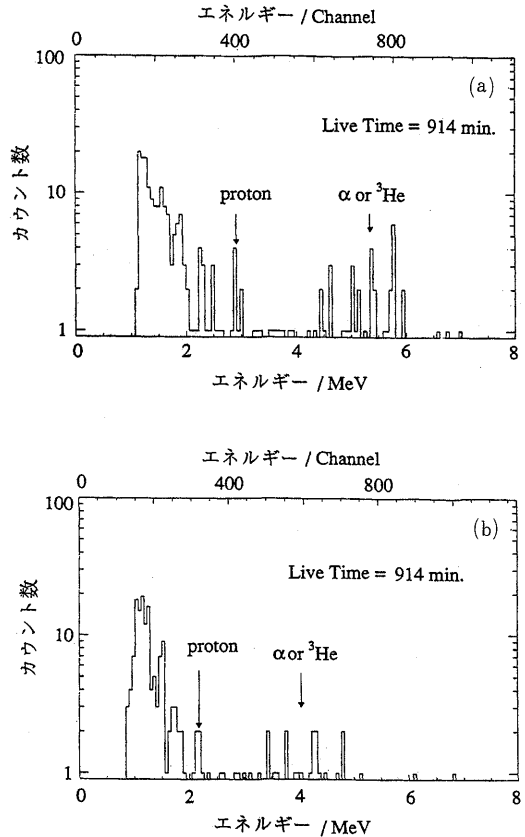 エネルギー / Channel
0 400 800
100
(a)
Live Time = 914 min.
カウント数
10
proton
α or ³He
1
0 2 4 6 8
エネルギー / MeV
エネルギー / Channel
0 400 800
100
(b)
Live Time = 914 min.
カウント数
10
proton
α or ³He
1
0 2 4 6 8
エネルギー / MeV